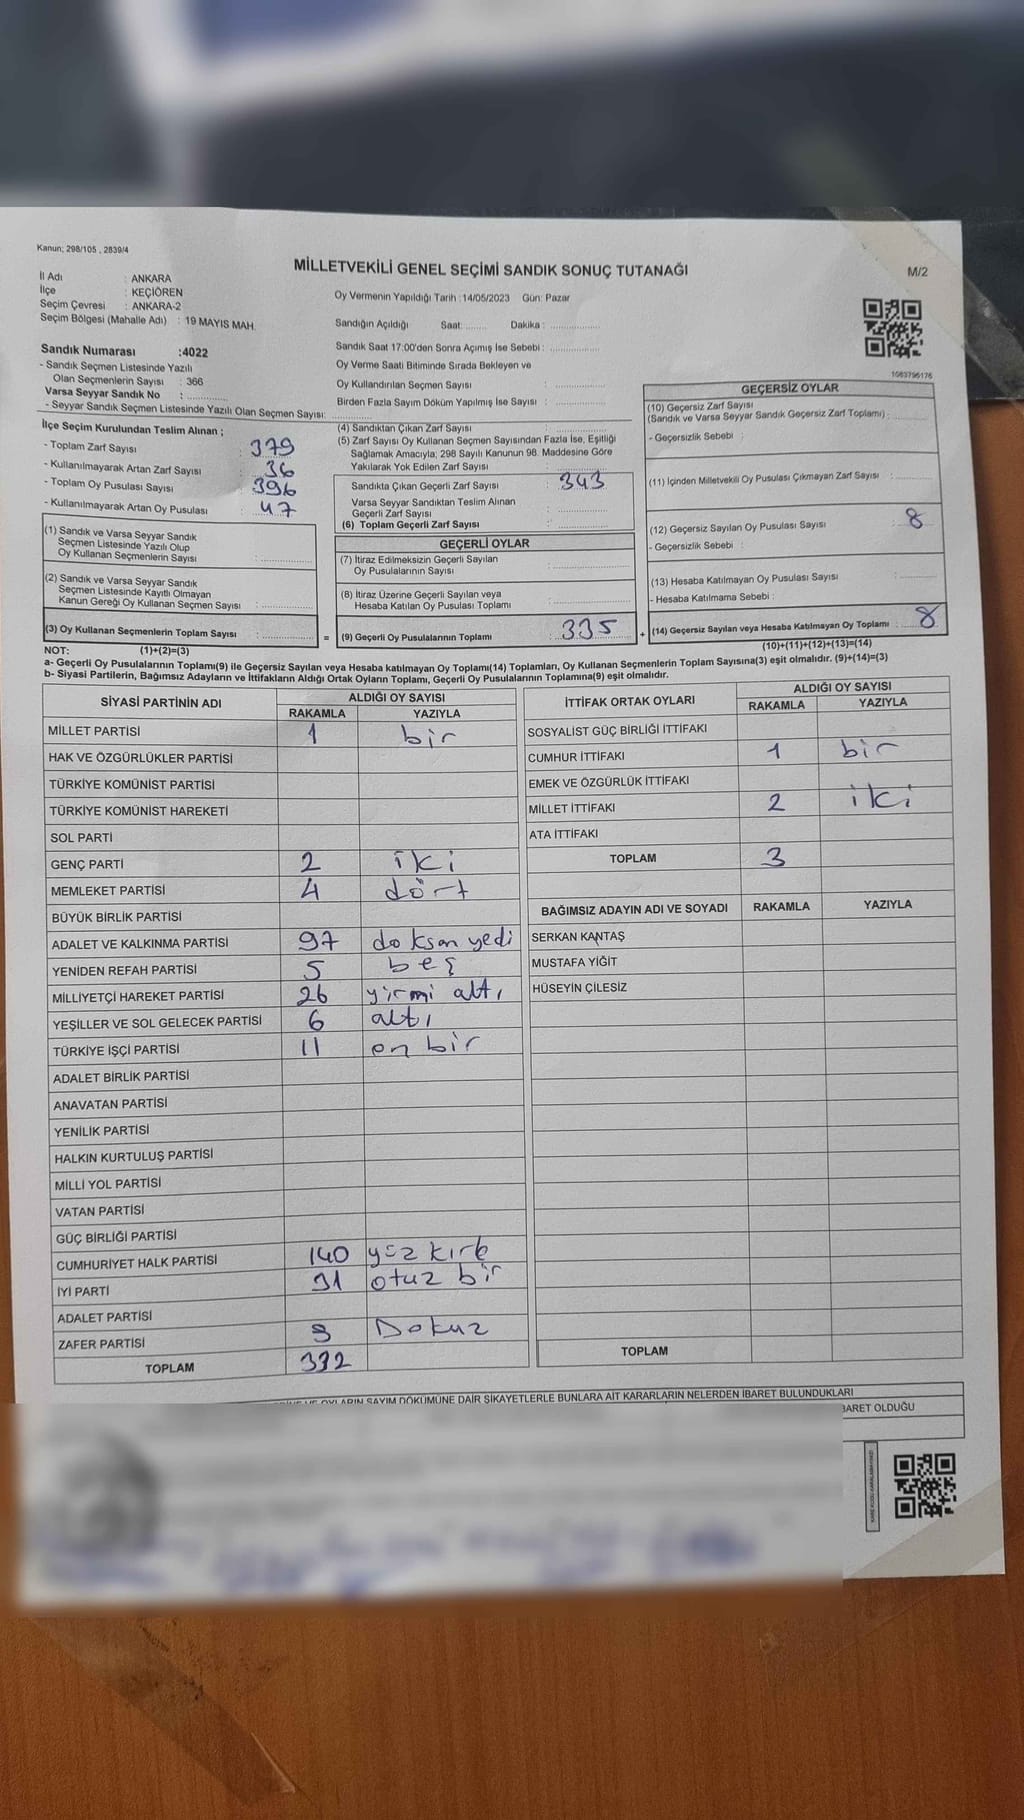 Kanun; 298/105 , 2839/4
MİLLETVEKİLİ GENEL SEÇİMİ SANDIK SONUÇ TUTANAĞI
M/2
İl Adı : ANKARA
İlçe : KEÇİÖREN
Seçim Çevresi : ANKARA-2
Seçim Bölgesi (Mahalle Adı) : 19 MAYIS MAH.
Oy Vermenin Yapıldığı Tarih :14/05/2023 Gün: Pazar
Sandığın Açıldığı Saat: ........ Dakika : ..................
Sandık Saat 17:00'den Sonra Açımış İse Sebebi : ..................
Oy Verme Saati Bitiminde Sırada Bekleyen ve
Oy Kullandırılan Seçmen Sayısı : ..................
Birden Fazla Sayım Döküm Yapılmış İse Sayısı : ..................
1083796176
Sandık Numarası :4022
- Sandık Seçmen Listesinde Yazılı
Olan Seçmenlerin Sayısı : 366
Varsa Seyyar Sandık No : ..................
- Seyyar Sandık Seçmen Listesinde Yazılı Olan Seçmen Sayısı: ..................
İlçe Seçim Kurulundan Teslim Alınan ;
- Toplam Zarf Sayısı : 379
- Kullanılmayarak Artan Zarf Sayısı : 36
- Toplam Oy Pusulası Sayısı : 396
- Kullanılmayarak Artan Oy Pusulası : 47
(1) Sandık ve Varsa Seyyar Sandık
Seçmen Listesinde Yazılı Olup
Oy Kullanan Seçmenlerin Sayısı : ..................
(2) Sandık ve Varsa Seyyar Sandık
Seçmen Listesinde Kayıtlı Olmayan
Kanun Gereği Oy Kullanan Seçmen Sayısı : ..................
(3) Oy Kullanan Seçmenlerin Toplam Sayısı : .................. =
(4) Sandıktan Çıkan Zarf Sayısı : ..................
(5) Zarf Sayısı Oy Kullanan Seçmen Sayısından Fazla İse, Eşitliği
Sağlamak Amacıyla; 298 Sayılı Kanunun 98. Maddesine Göre
Yakılarak Yok Edilen Zarf Sayısı : ..................
Sandıkta Çıkan Geçerli Zarf Sayısı : 343
Varsa Seyyar Sandıktan Teslim Alınan
Geçerli Zarf Sayısı : ..................
(6) Toplam Geçerli Zarf Sayısı : ..................
GEÇERLİ OYLAR
(7) İtiraz Edilmeksizin Geçerli Sayılan
Oy Pusulalarının Sayısı : ..................
(8) İtiraz Üzerine Geçerli Sayılan veya
Hesaba Katılan Oy Pusulası Toplamı : ..................
(9) Geçerli Oy Pusulalarının Toplamı : 335 +
GEÇERSİZ OYLAR
(10) Geçersiz Zarf Sayısı
(Sandık ve Varsa Seyyar Sandık Geçersiz Zarf Toplamı) : ..........
- Geçersizlik Sebebi :
(11) İçinden Milletvekili Oy Pusulası Çıkmayan Zarf Sayısı : ..........
(12) Geçersiz Sayılan Oy Pusulası Sayısı : 8
- Geçersizlik Sebebi :
(13) Hesaba Katılmayan Oy Pusulası Sayısı : ..........
- Hesaba Katılmama Sebebi :
(14) Geçersiz Sayılan veya Hesaba Katılmayan Oy Toplamı : 8
NOT: (1)+(2)=(3)
(10)+(11)+(12)+(13)=(14)
a- Geçerli Oy Pusulalarının Toplamı(9) ile Geçersiz Sayılan veya Hesaba katılmayan Oy Toplamı(14) Toplamları, Oy Kullanan Seçmenlerin Toplam Sayısına(3) eşit olmalıdır. (9)+(14)=(3)
b- Siyasi Partilerin, Bağımsız Adayların ve İttifakların Aldığı Ortak Oyların Toplamı, Geçerli Oy Pusulalarının Toplamına(9) eşit olmalıdır.
SİYASİ PARTİNİN ADI ALDIĞI OY SAYISI
RAKAMLA YAZIYLA
MİLLET PARTİSİ 1 bir
HAK VE ÖZGÜRLÜKLER PARTİSİ
TÜRKİYE KOMÜNİST PARTİSİ
TÜRKİYE KOMÜNİST HAREKETİ
SOL PARTİ
GENÇ PARTİ 2 iki
MEMLEKET PARTİSİ 4 dört
BÜYÜK BİRLİK PARTİSİ
ADALET VE KALKINMA PARTİSİ 97 doksan yedi
YENİDEN REFAH PARTİSİ 5 beş
MİLLİYETÇİ HAREKET PARTİSİ 26 yirmi altı
YEŞİLLER VE SOL GELECEK PARTİSİ 6 altı
TÜRKİYE İŞÇİ PARTİSİ 11 on bir
ADALET BİRLİK PARTİSİ
ANAVATAN PARTİSİ
YENİLİK PARTİSİ
HALKIN KURTULUŞ PARTİSİ
MİLLİ YOL PARTİSİ
VATAN PARTİSİ
GÜÇ BİRLİĞİ PARTİSİ
CUMHURİYET HALK PARTİSİ 140 yüz kırk
İYİ PARTİ 31 otuz bir
ADALET PARTİSİ
ZAFER PARTİSİ 9 Dokuz
TOPLAM 332
İTTİFAK ORTAK OYLARI ALDIĞI OY SAYISI
RAKAMLA YAZIYLA
SOSYALİST GÜÇ BİRLİĞİ İTTİFAKI
CUMHUR İTTİFAKI 1 bir
EMEK VE ÖZGÜRLÜK İTTİFAKI
MİLLET İTTİFAKI 2 iki
ATA İTTİFAKI
TOPLAM 3
BAĞIMSIZ ADAYIN ADI VE SOYADI RAKAMLA YAZIYLA
SERKAN KANTAŞ
MUSTAFA YİĞİT
HÜSEYİN ÇİLESİZ
TOPLAM
OYLARIN SAYIM DÖKÜMÜNE DAİR ŞİKAYETLERLE BUNLARA AİT KARARLARIN NELERDEN İBARET BULUNDUKLARI
BARET OLDUĞU